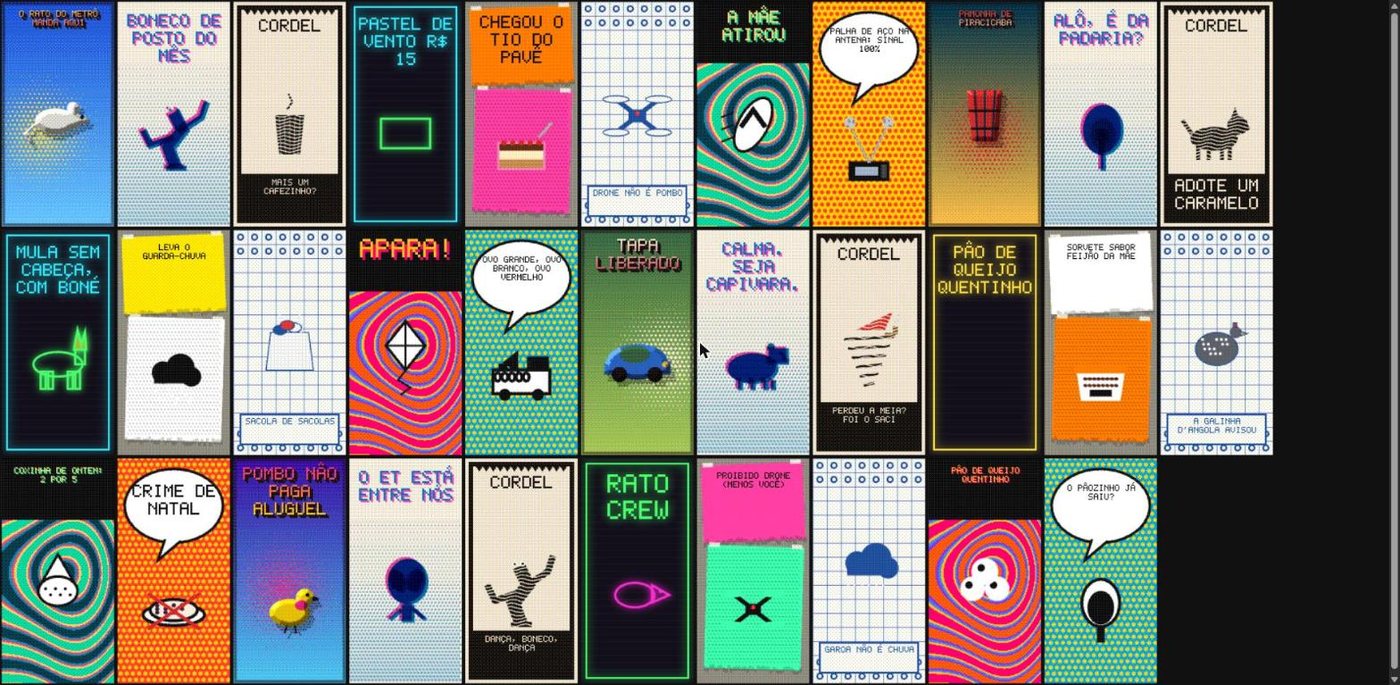 O RATO DO METRÔ
MANDA AQUI
BONECO DE
POSTO DO
MÊS
CORDEL
MAIS UM
CAFEZINHO?
PASTEL DE
VENTO R$
15
CHEGOU O
TIO DO
PAVÊ
DRONE NÃO É POMBO
A MÃE
ATIROU
PALHA DE AÇO NA
ANTENA: SINAL
100%
PAMONHA DE
PIRACICABA
ALÔ, É DA
PADARIA?
CORDEL
ADOTE UM
CARAMELO
MULA SEM
CABEÇA,
COM BONÉ
LEVA O
GUARDA-CHUVA
SACOLA DE SACOLAS
APARA!
OVO GRANDE, OVO
BRANCO, OVO
VERMELHO
TAPA
LIBERADO
CALMA.
SEJA
CAPIVARA.
CORDEL
PERDEU A MEIA?
FOI O SACI
PÃO DE
QUEIJO
QUENTINHO
SORVETE SABOR
FEIJÃO DA MÃE
A GALINHA
D'ANGOLA AVISOU
COXINHA DE ONTEM:
2 POR 5
CRIME DE
NATAL
POMBO NÃO
PAGA
ALUGUEL
O ET ESTÁ
ENTRE NÓS
CORDEL
DANÇA, BONECO,
DANÇA
RATO
CREW
PROIBIDO DRONE
(MENOS VOCÊ)
GAROA NÃO É CHUVA
PÃO DE QUEIJO
QUENTINHO
O PÃOZINHO JÁ
SAIU?